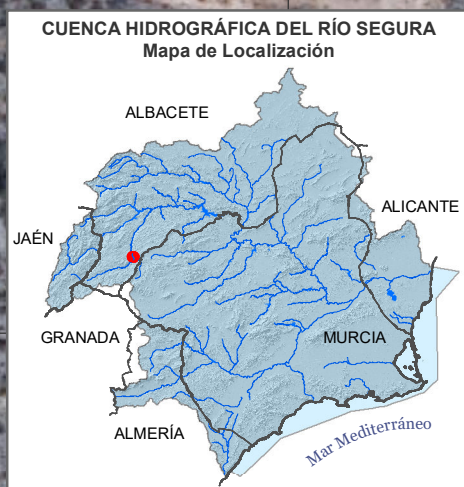 CUENCA HIDROGRÁFICA DEL RÍO SEGURA
Mapa de Localización
ALBACETE
ALICANTE
JAÉN
GRANADA
MURCIA
ALMERÍA
Mar Mediterráneo